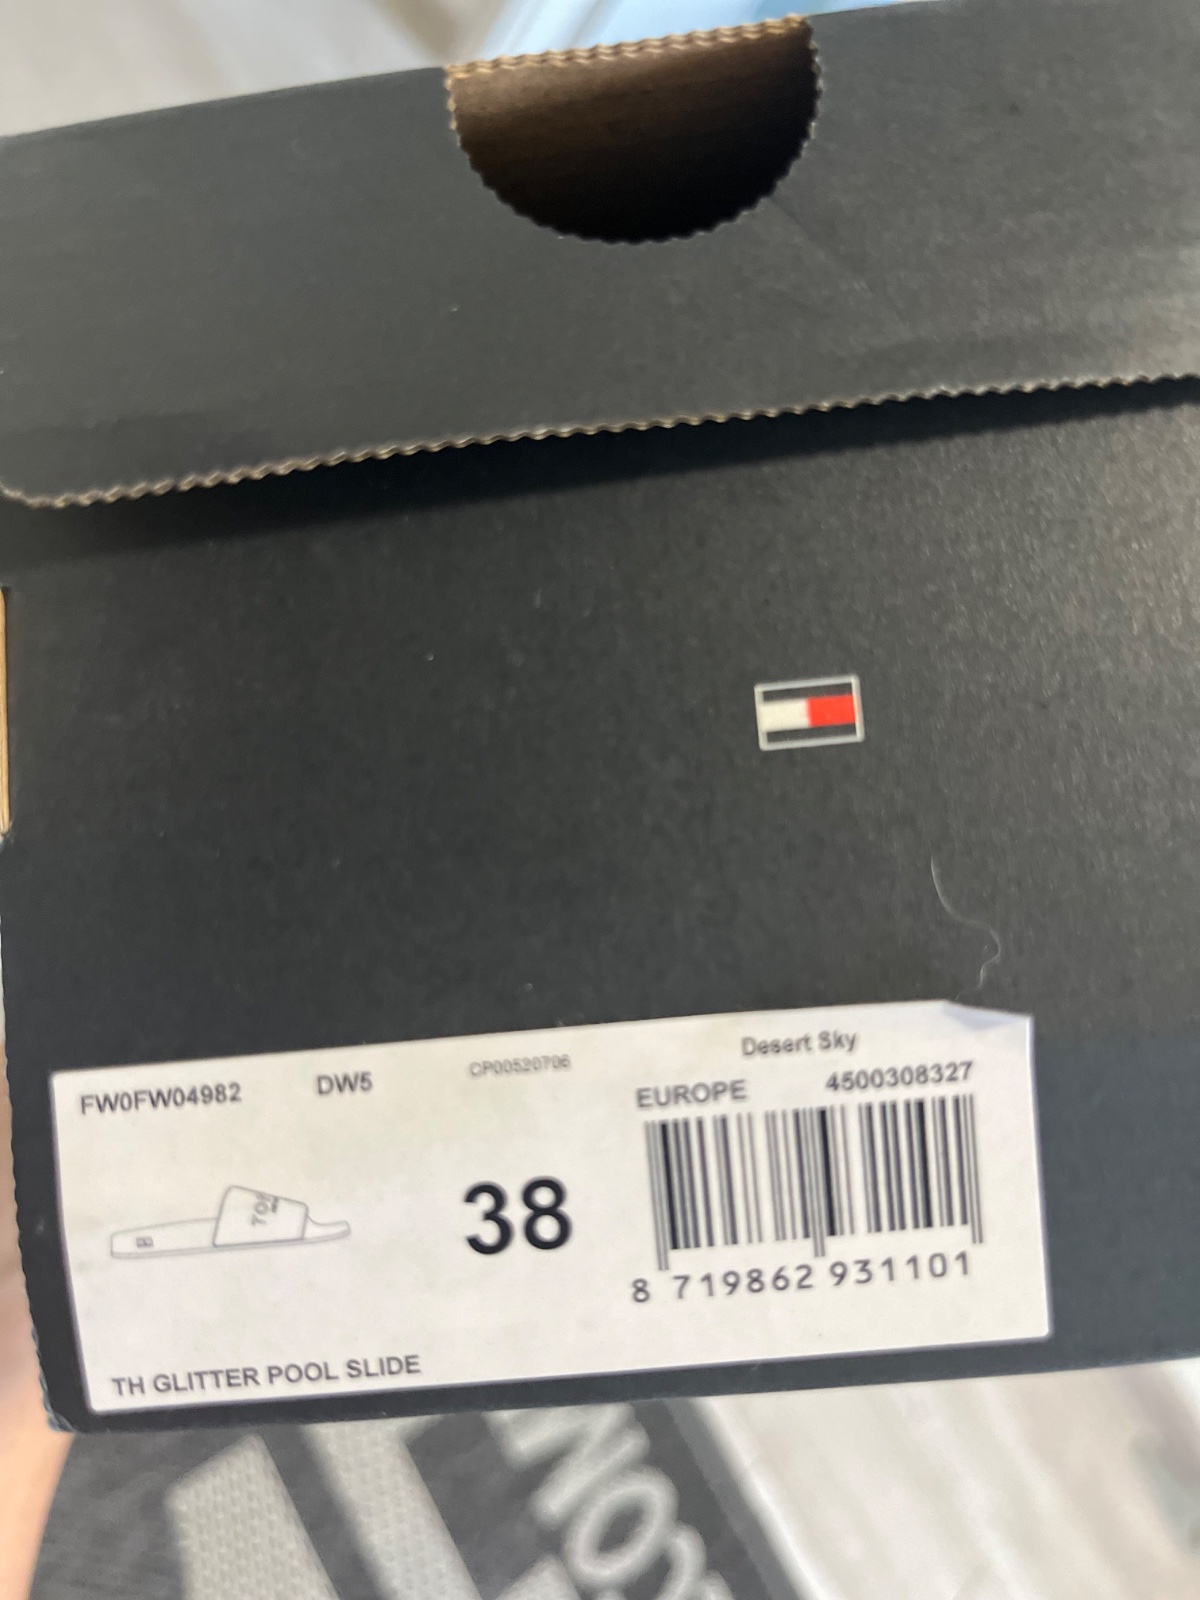 FW0FW04982 DW5 CP00520706 Desert Sky
EUROPE 4500308327
38
8 719862 931101
TH GLITTER POOL SLIDE